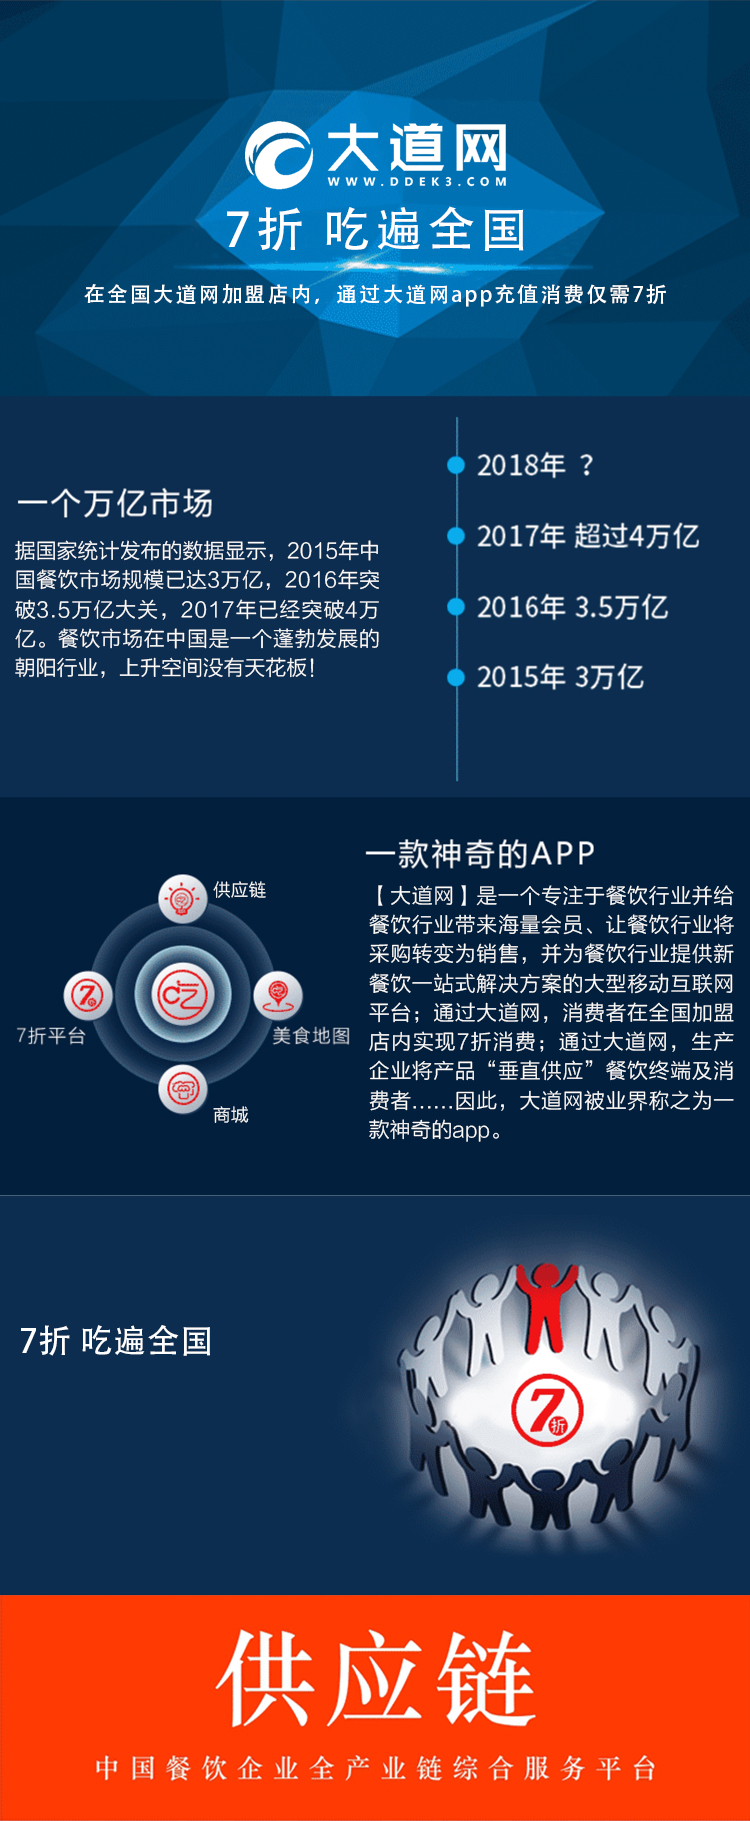 大道网
WWW.DDEK3.COM
7折 吃遍全国
在全国大道网加盟店内，通过大道网app充值消费仅需7折
一个万亿市场
据国家统计发布的数据显示，2015年中
国餐饮市场规模已达3万亿，2016年突
破3.5万亿大关，2017年已经突破4万
亿。餐饮市场在中国是一个蓬勃发展的
朝阳行业，上升空间没有天花板！
2018年 ？
2017年 超过4万亿
2016年 3.5万亿
2015年 3万亿
一款神奇的APP
【大道网】是一个专注于餐饮行业并给
餐饮行业带来海量会员、让餐饮行业将
采购转变为销售，并为餐饮行业提供新
餐饮一站式解决方案的大型移动互联网
平台；通过大道网，消费者在全国加盟
店内实现7折消费；通过大道网，生产
企业将产品“垂直供应”餐饮终端及消
费者……因此，大道网被业界称之为一
款神奇的app。
供应链
7折
7折平台
美食地图
商城
7折 吃遍全国
7折
供应链
中国餐饮企业全产业链综合服务平台